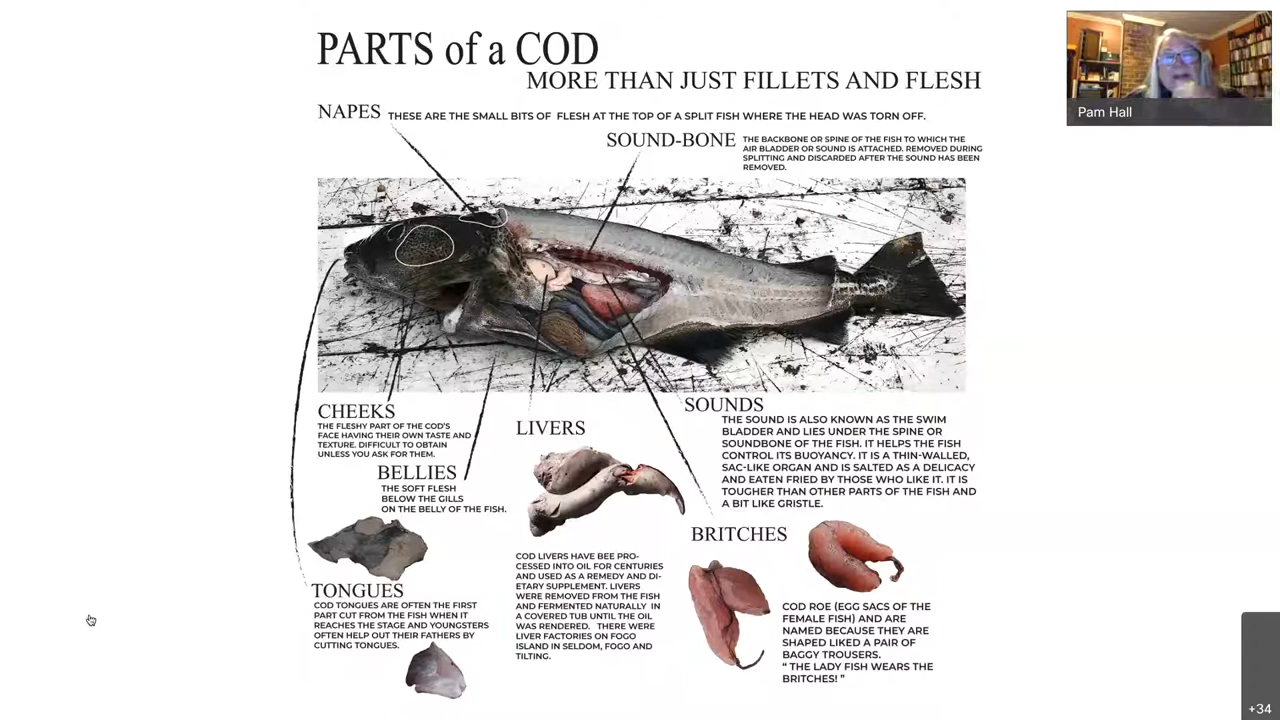 PARTS of a COD
MORE THAN JUST FILLETS AND FLESH
NAPES THESE ARE THE SMALL BITS OF FLESH AT THE TOP OF A SPLIT FISH WHERE THE HEAD WAS TORN OFF.
SOUND-BONE
THE BACKBONE OR SPINE OF THE FISH TO WHICH THE
AIR BLADDER OR SOUND IS ATTACHED. REMOVED DURING
SPLITTING AND DISCARDED AFTER THE SOUND HAS BEEN
REMOVED.
CHEEKS
THE FLESHY PART OF THE COD'S
FACE HAVING THEIR OWN TASTE AND
TEXTURE. DIFFICULT TO OBTAIN
UNLESS YOU ASK FOR THEM.
BELLIES
THE SOFT FLESH
BELOW THE GILLS
ON THE BELLY OF THE FISH.
TONGUES
COD TONGUES ARE OFTEN THE FIRST
PART CUT FROM THE FISH WHEN IT
REACHES THE STAGE AND YOUNGSTERS
OFTEN HELP OUT THEIR FATHERS BY
CUTTING TONGUES.
LIVERS
COD LIVERS HAVE BEE PRO-
CESSED INTO OIL FOR CENTURIES
AND USED AS A REMEDY AND DI-
ETARY SUPPLEMENT. LIVERS
WERE REMOVED FROM THE FISH
AND FERMENTED NATURALLY IN
A COVERED TUB UNTIL THE OIL
WAS RENDERED. THERE WERE
LIVER FACTORIES ON FOGO
ISLAND IN SELDOM, FOGO AND
TILTING.
SOUNDS
THE SOUND IS ALSO KNOWN AS THE SWIM
BLADDER AND LIES UNDER THE SPINE OR
SOUNDBONE OF THE FISH. IT HELPS THE FISH
CONTROL ITS BUOYANCY. IT IS A THIN-WALLED,
SAC-LIKE ORGAN AND IS SALTED AS A DELICACY
AND EATEN FRIED BY THOSE WHO LIKE IT. IT IS
TOUGHER THAN OTHER PARTS OF THE FISH AND
A BIT LIKE GRISTLE.
BRITCHES
COD ROE (EGG SACS OF THE
FEMALE FISH) AND ARE
NAMED BECAUSE THEY ARE
SHAPED LIKED A PAIR OF
BAGGY TROUSERS.
" THE LADY FISH WEARS THE
BRITCHES! "
Pam Hall
+34